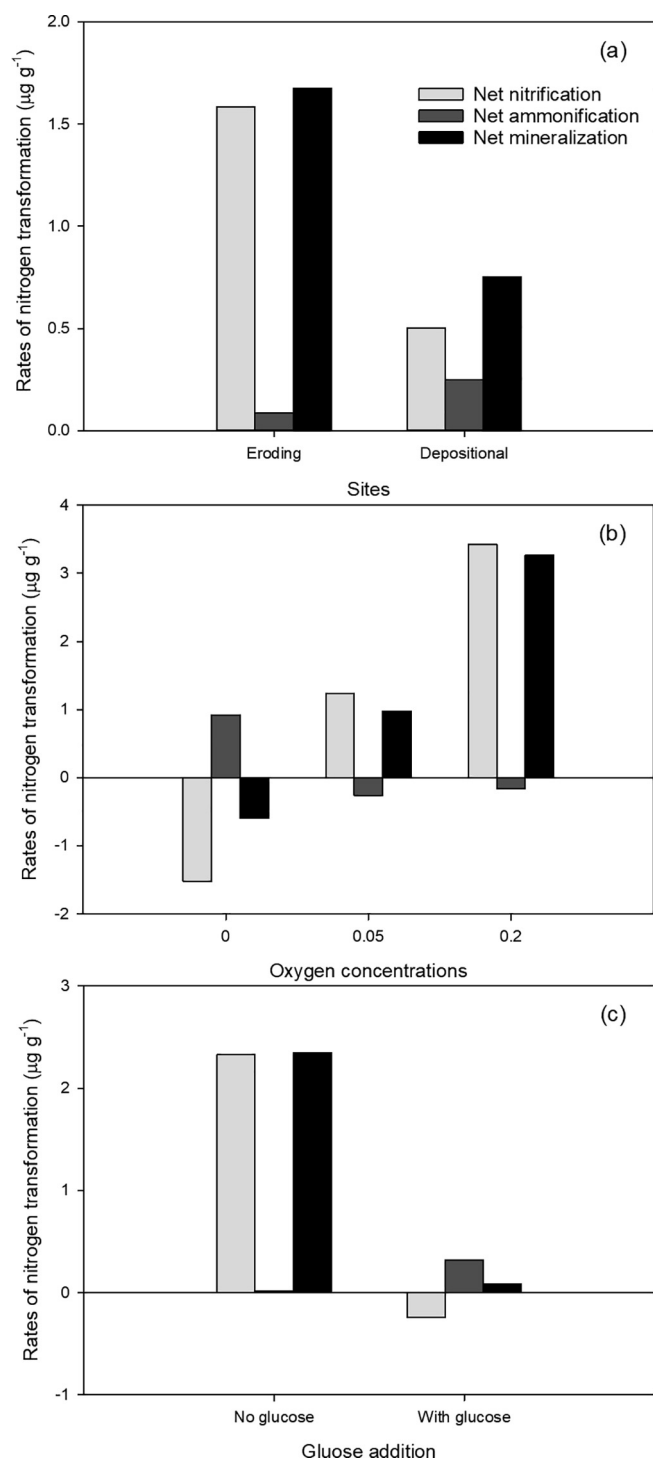 (a)
Net nitrification
Net ammonification
Net mineralization
Rates of nitrogen transformation (µg g⁻¹)
2.0
1.5
1.0
0.5
0.0
Eroding Depositional
Sites
(b)
Rates of nitrogen transformation (µg g⁻¹)
4
3
2
1
0
-1
-2
0 0.05 0.2
Oxygen concentrations
(c)
Rates of nitrogen transformation (µg g⁻¹)
3
2
1
0
-1
No glucose With glucose
Gluose addition